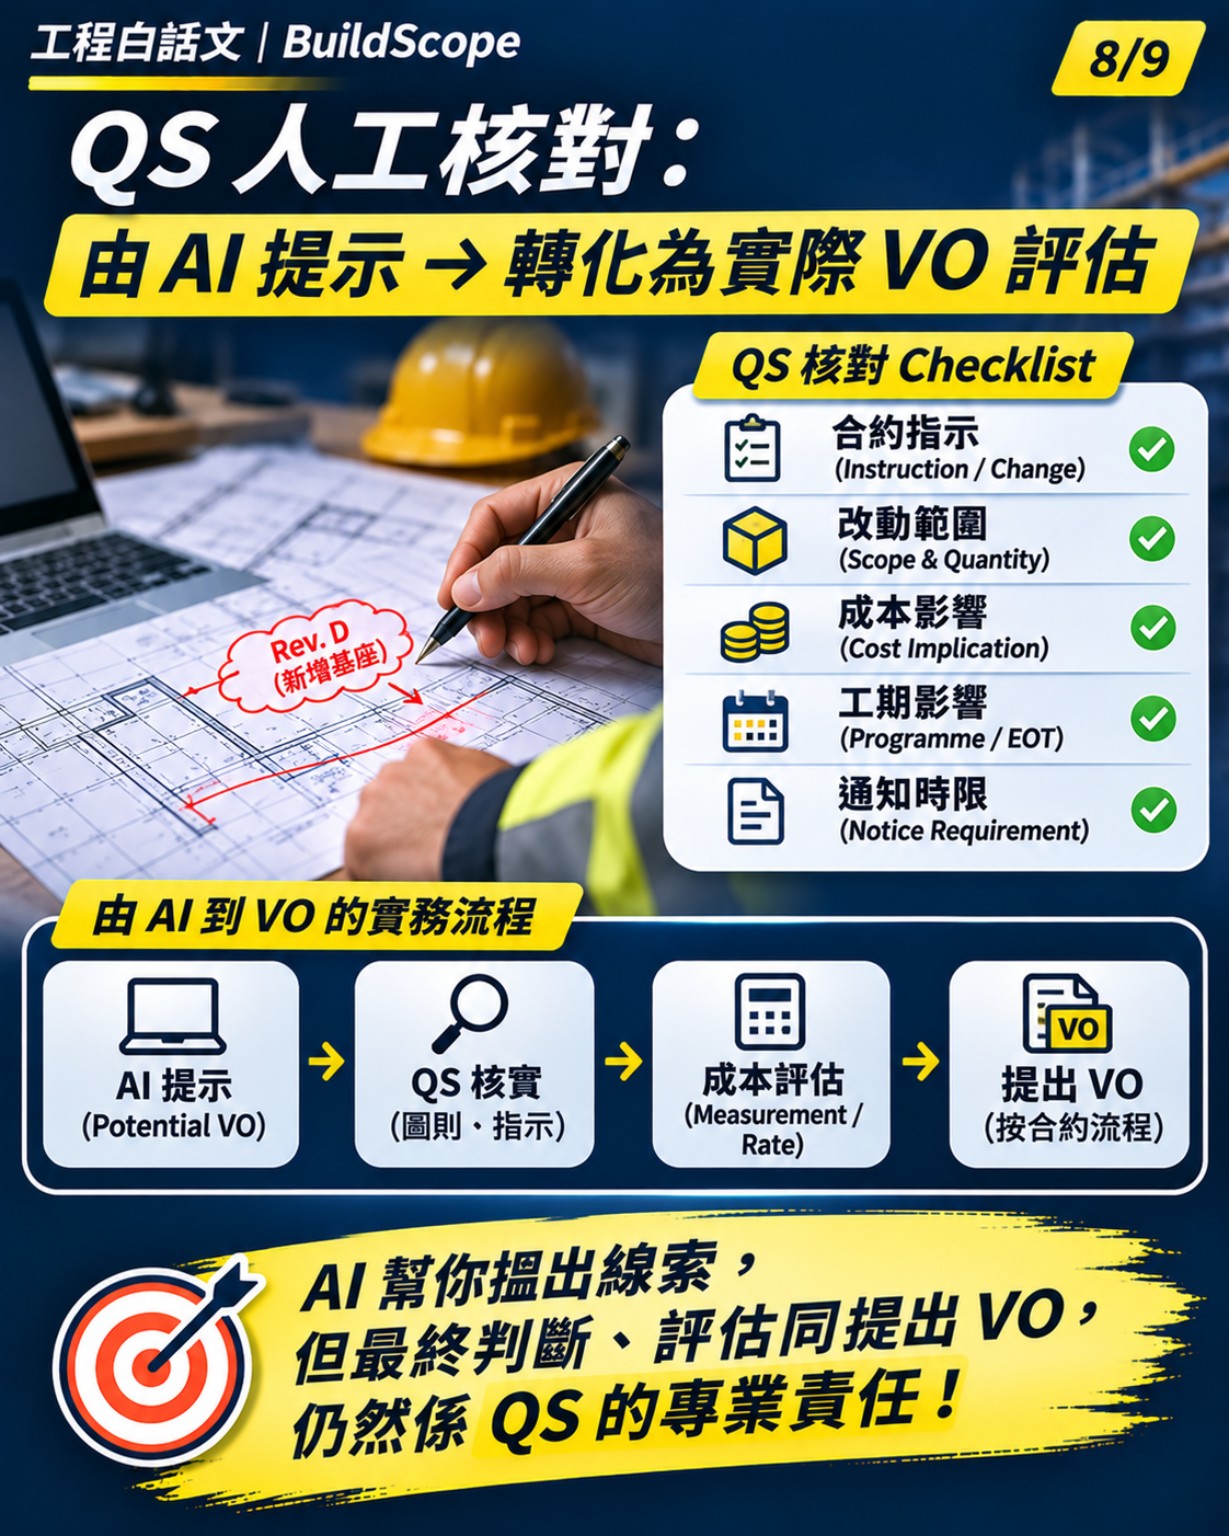 工程白話文｜BuildScope
8/9
QS 人工核對：
由 AI 提示 → 轉化為實際 VO 評估
QS 核對 Checklist
合約指示
(Instruction / Change)
改動範圍
(Scope & Quantity)
成本影響
(Cost Implication)
工期影響
(Programme / EOT)
通知時限
(Notice Requirement)
Rev. D
(新增基座)
由 AI 到 VO 的實務流程
AI 提示
(Potential VO)
QS 核實
(圖則、指示)
成本評估
(Measurement /
Rate)
VO
提出 VO
(按合約流程)
AI 幫你搵出線索，
但最終判斷、評估同提出 VO，
仍然係 QS 的專業責任！